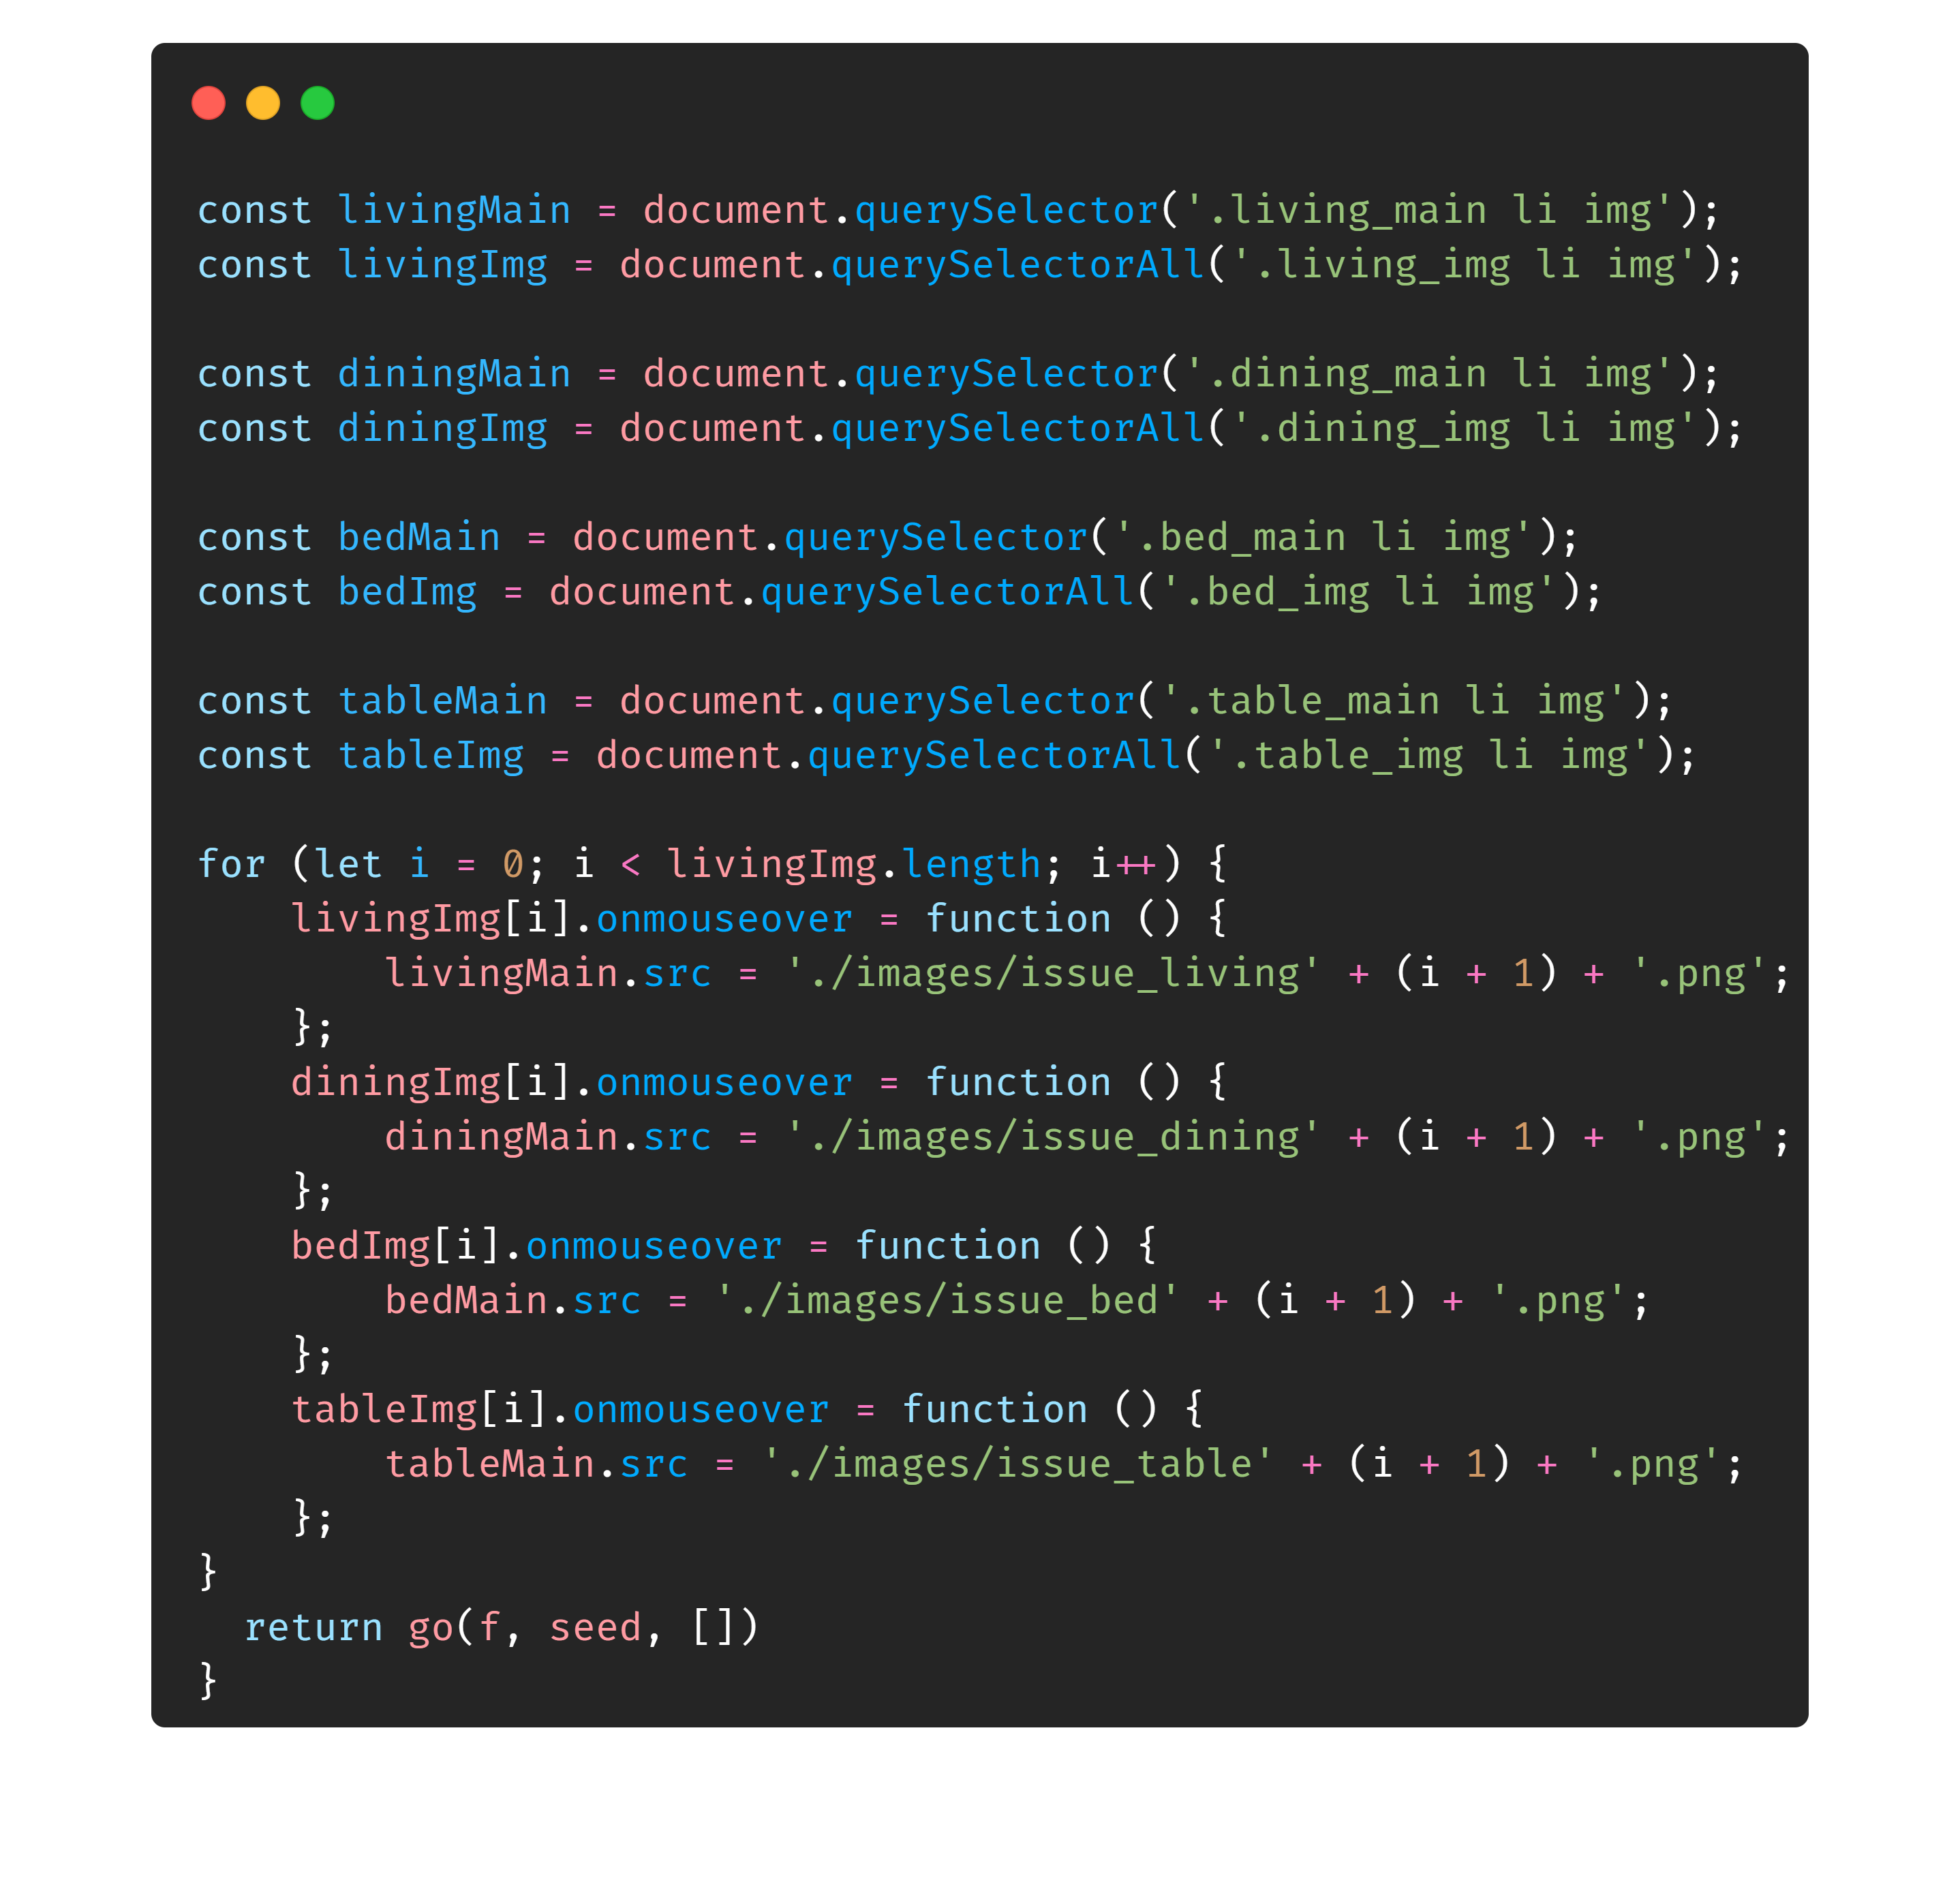 const livingMain = document.querySelector('.living_main li img');
const livingImg = document.querySelectorAll('.living_img li img');

const diningMain = document.querySelector('.dining_main li img');
const diningImg = document.querySelectorAll('.dining_img li img');

const bedMain = document.querySelector('.bed_main li img');
const bedImg = document.querySelectorAll('.bed_img li img');

const tableMain = document.querySelector('.table_main li img');
const tableImg = document.querySelectorAll('.table_img li img');

for (let i = 0; i < livingImg.length; i++) {
    livingImg[i].onmouseover = function () {
        livingMain.src = './images/issue_living' + (i + 1) + '.png';
    };
    diningImg[i].onmouseover = function () {
        diningMain.src = './images/issue_dining' + (i + 1) + '.png';
    };
    bedImg[i].onmouseover = function () {
        bedMain.src = './images/issue_bed' + (i + 1) + '.png';
    };
    tableImg[i].onmouseover = function () {
        tableMain.src = './images/issue_table' + (i + 1) + '.png';
    };
}
  return go(f, seed, [])
}